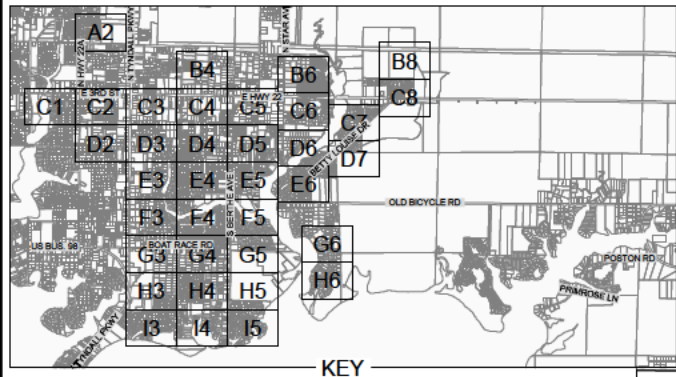 A2
N HWY 22A
N TYNDALL PKWY
N STAR AV
B4
B6
B8
E 3RD ST
E HWY 22
C1
C2
C3
C4
C5
C6
C7
C8
D2
D3
D4
D5
D6
D7
BETTY LOUISE DR
E3
E4
E5
E6
S BERTHE AVE
OLD BICYCLE RD
F3
F4
F5
US BUS. 98
BOAT RACE RD
G3
G4
G5
G6
POSTON RD
H3
H4
H5
H6
PRIMROSE LN
TYNDALL PKWY
I3
I4
I5
KEY